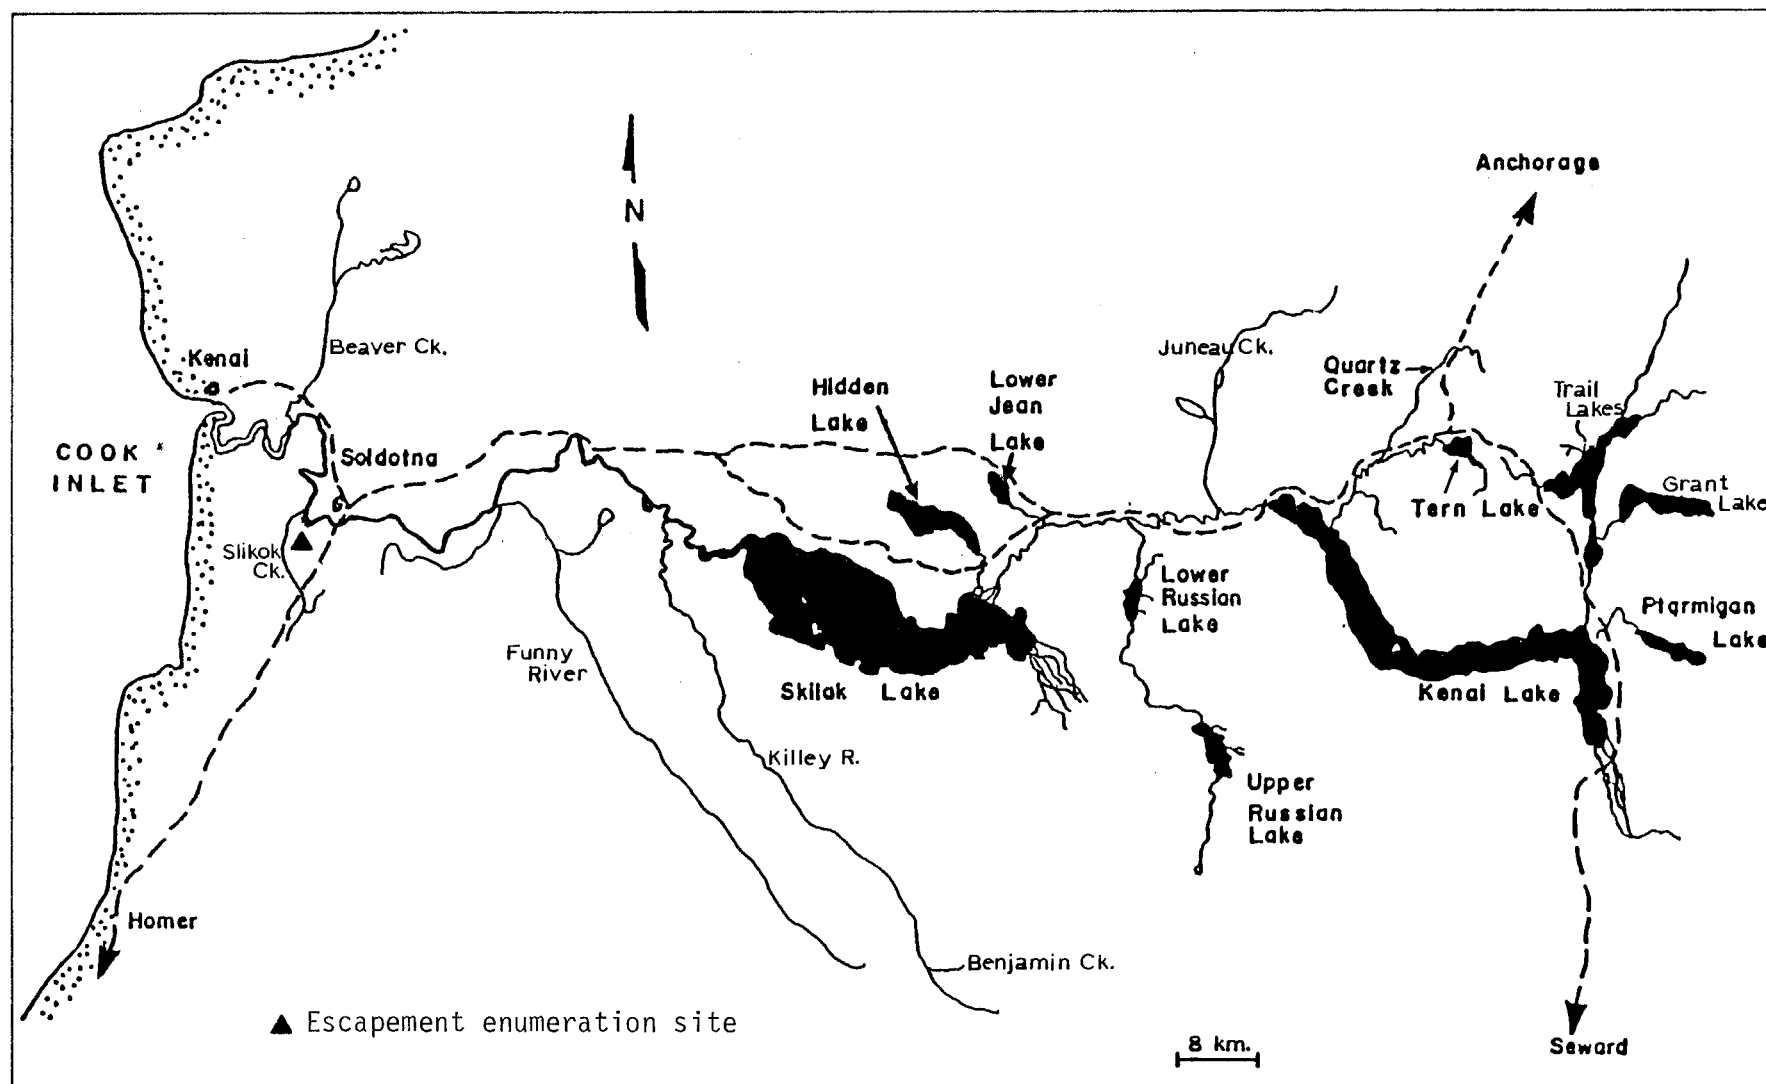 Anchorage
N
Kenai
Beaver Ck.
Juneau Ck.
Quartz
Creek
Hidden
Lake
Lower
Jean
Lake
Trail
Lakes
COOK
INLET
Soldotna
Tern Lake
Grant
Lake
Slikok
Ck.
Lower
Russian
Lake
Ptarmigan
Lake
Funny
River
Skilak Lake
Kenai Lake
Killey R.
Upper
Russian
Lake
Homer
Benjamin Ck.
▲ Escapement enumeration site
8 km.
Seward